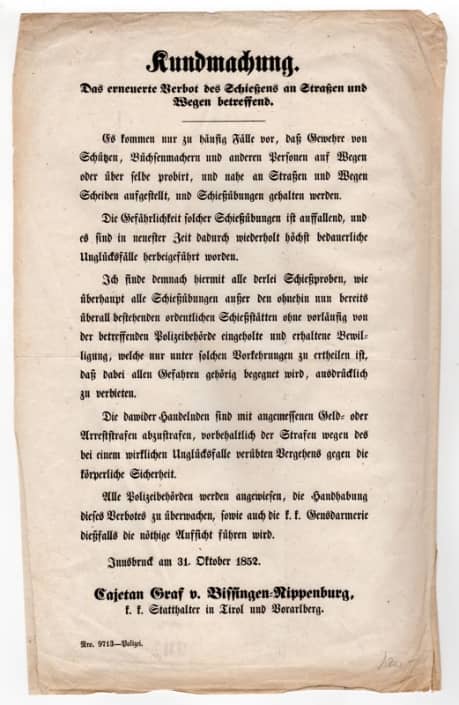 Kundmachung.
Das erneuerte Verbot des Schießens an Straßen und
Wegen betreffend.
Es kommen nur zu häufig Fälle vor, daß Gewehre von
Schützen, Büchsenmachern und anderen Personen auf Wegen
oder über selbe probirt, und nahe an Straßen und Wegen
Scheiben aufgestellt, und Schießübungen gehalten werden.
Die Gefährlichkeit solcher Schießübungen ist auffallend, und
es sind in neuester Zeit dadurch wiederholt höchst bedauerliche
Unglücksfälle herbeigeführt worden.
Ich finde demnach hiermit alle derlei Schießproben, wie
überhaupt alle Schießübungen außer den ohnehin nun bereits
überall bestehenden ordentlichen Schießstätten ohne vorläufig von
der betreffenden Polizeibehörde eingeholte und erhaltene Bewil-
ligung, welche nur unter solchen Vorkehrungen zu ertheilen ist,
daß dabei allen Gefahren gehörig begegnet wird, ausdrücklich
zu verbieten.
Die dawider Handelnden sind mit angemessenen Geld- oder
Arreststrafen abzustrafen, vorbehaltlich der Strafen wegen des
bei einem wirklichen Unglücksfalle verübten Vergehens gegen die
körperliche Sicherheit.
Alle Polizeibehörden werden angewiesen, die Handhabung
dieses Verbotes zu überwachen, sowie auch die k. k. Gensdarmerie
dießfalls die nöthige Aufsicht führen wird.
Innsbruck am 31. Oktober 1852.
Cajetan Graf v. Bissingen-Nippenburg,
k. k. Statthalter in Tirol und Vorarlberg.
Nro. 9713—Polizei.